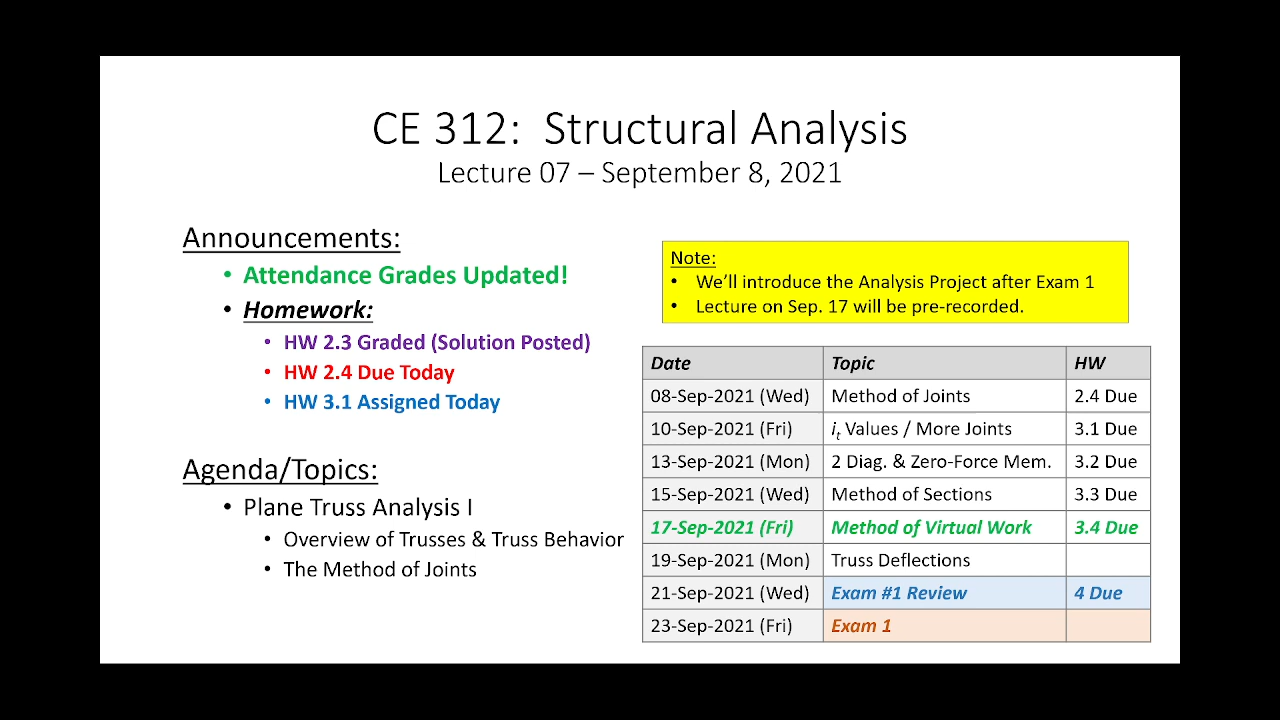 CE 312: Structural Analysis
Lecture 07 – September 8, 2021
Announcements:
• Attendance Grades Updated!
• Homework:
• HW 2.3 Graded (Solution Posted)
• HW 2.4 Due Today
• HW 3.1 Assigned Today
Agenda/Topics:
• Plane Truss Analysis I
• Overview of Trusses & Truss Behavior
• The Method of Joints
Note:
• We'll introduce the Analysis Project after Exam 1
• Lecture on Sep. 17 will be pre-recorded.
Date Topic HW
08-Sep-2021 (Wed) Method of Joints 2.4 Due
10-Sep-2021 (Fri) it Values / More Joints 3.1 Due
13-Sep-2021 (Mon) 2 Diag. & Zero-Force Mem. 3.2 Due
15-Sep-2021 (Wed) Method of Sections 3.3 Due
17-Sep-2021 (Fri) Method of Virtual Work 3.4 Due
19-Sep-2021 (Mon) Truss Deflections
21-Sep-2021 (Wed) Exam #1 Review 4 Due
23-Sep-2021 (Fri) Exam 1